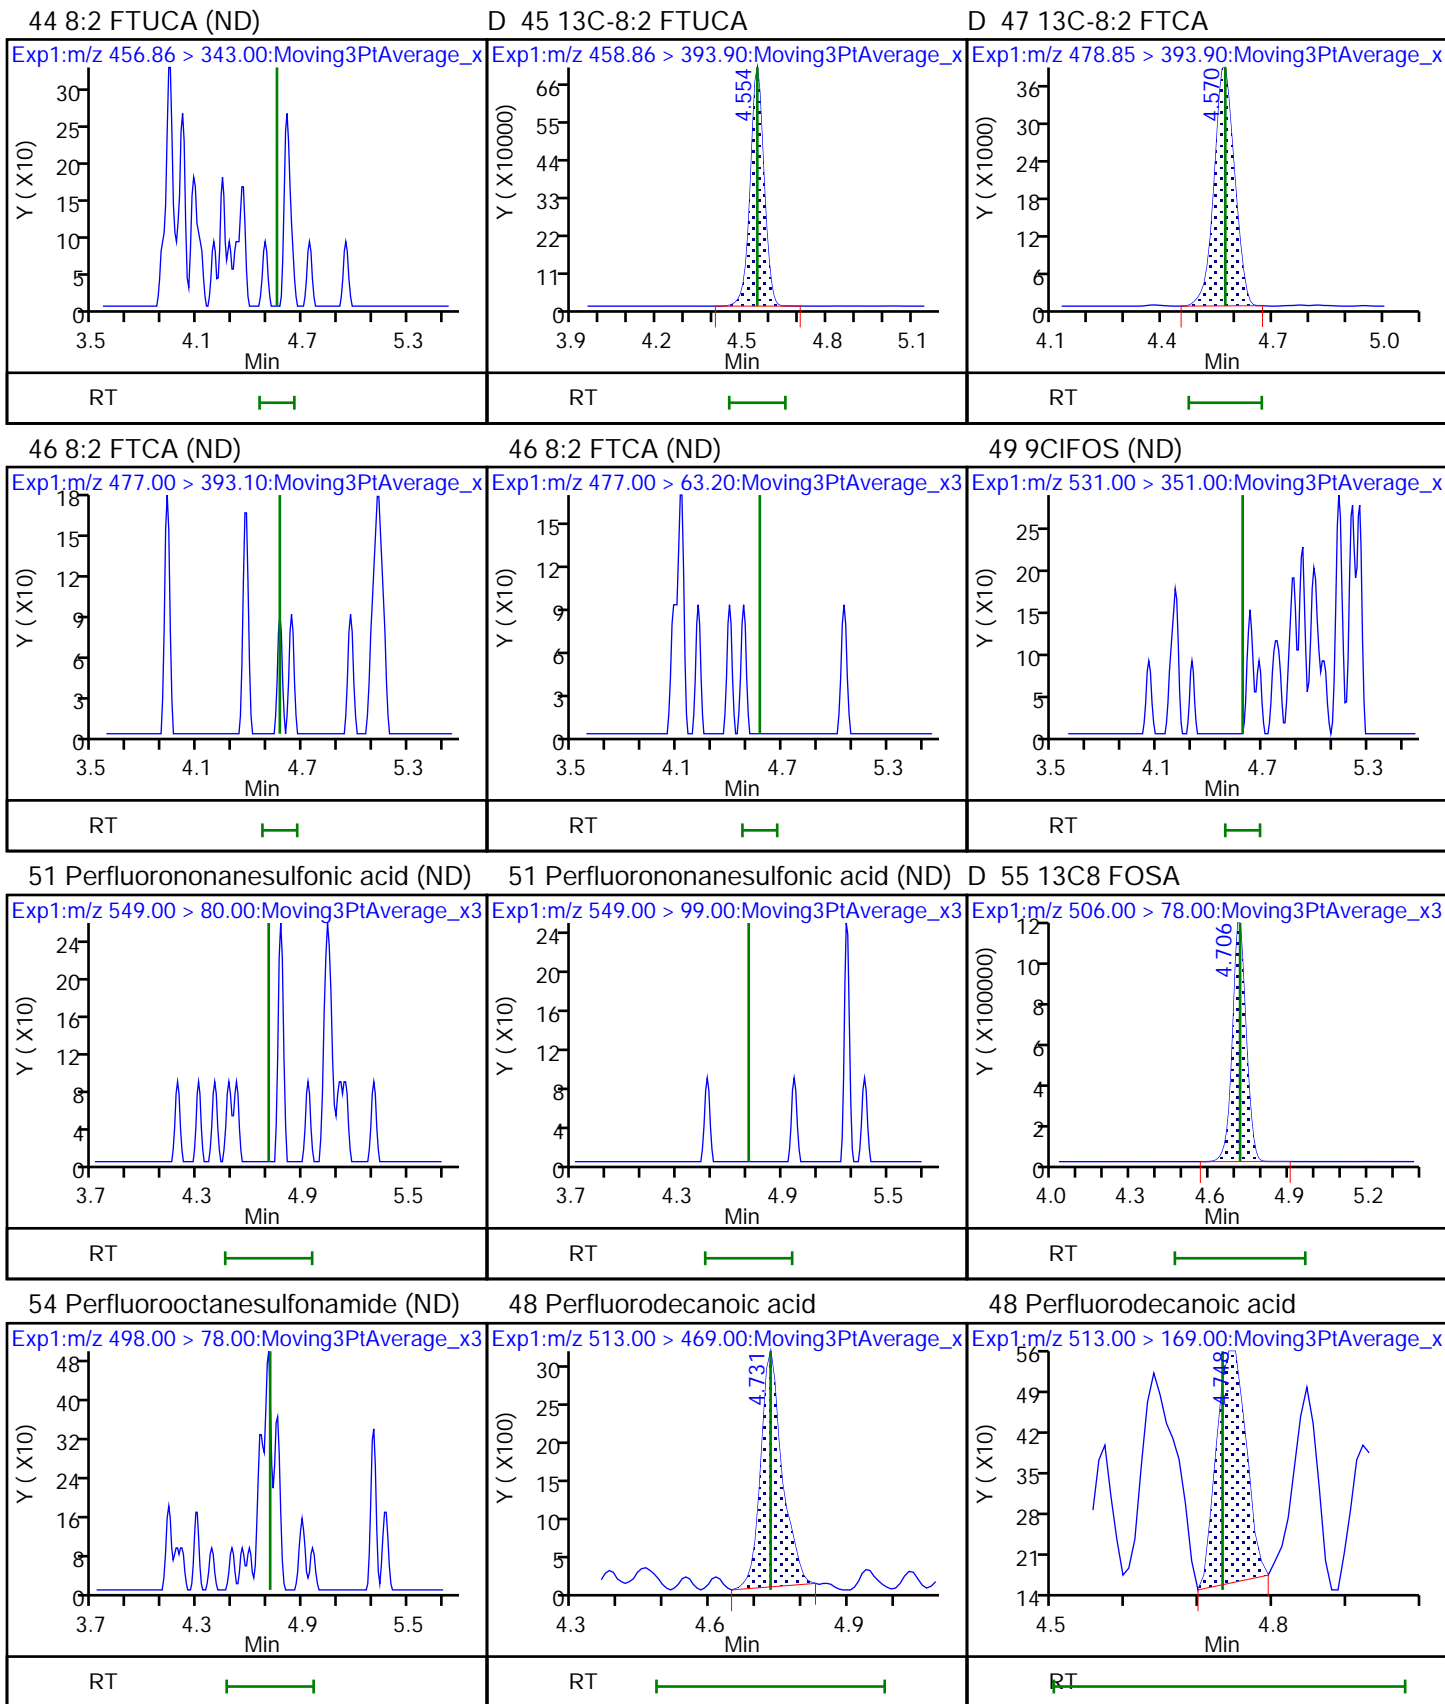 44 8:2 FTUCA (ND)
D 45 13C-8:2 FTUCA
D 47 13C-8:2 FTCA
Exp1:m/z 456.86 > 343.00:Moving3PtAverage_x
Exp1:m/z 458.86 > 393.90:Moving3PtAverage_x
Exp1:m/z 478.85 > 393.90:Moving3PtAverage_x
Y ( X10)
30
25
20
15
10
5
0
3.5 4.1 4.7 5.3
Min
RT
Y ( X10000)
66
55
44
33
22
11
0
4.554
3.9 4.2 4.5 4.8 5.1
Min
RT
Y ( X1000)
36
30
24
18
12
6
0
4.570
4.1 4.4 4.7 5.0
Min
RT
46 8:2 FTCA (ND)
46 8:2 FTCA (ND)
49 9ClFOS (ND)
Exp1:m/z 477.00 > 393.10:Moving3PtAverage_x
Exp1:m/z 477.00 > 63.20:Moving3PtAverage_x3
Exp1:m/z 531.00 > 351.00:Moving3PtAverage_x
Y ( X10)
18
15
12
9
6
3
0
3.5 4.1 4.7 5.3
Min
RT
Y ( X10)
15
12
9
6
3
0
3.5 4.1 4.7 5.3
Min
RT
Y ( X10)
25
20
15
10
5
0
3.5 4.1 4.7 5.3
Min
RT
51 Perfluorononanesulfonic acid (ND)
51 Perfluorononanesulfonic acid (ND)
D 55 13C8 FOSA
Exp1:m/z 549.00 > 80.00:Moving3PtAverage_x3
Exp1:m/z 549.00 > 99.00:Moving3PtAverage_x3
Exp1:m/z 506.00 > 78.00:Moving3PtAverage_x3
Y ( X10)
24
20
16
12
8
4
0
3.7 4.3 4.9 5.5
Min
RT
Y ( X10)
24
20
16
12
8
4
0
3.7 4.3 4.9 5.5
Min
RT
Y ( X100000)
12
10
8
6
4
2
0
4.706
4.0 4.3 4.6 4.9 5.2
Min
RT
54 Perfluorooctanesulfonamide (ND)
48 Perfluorodecanoic acid
48 Perfluorodecanoic acid
Exp1:m/z 498.00 > 78.00:Moving3PtAverage_x3
Exp1:m/z 513.00 > 469.00:Moving3PtAverage_x
Exp1:m/z 513.00 > 169.00:Moving3PtAverage_x
Y ( X10)
48
40
32
24
16
8
0
3.7 4.3 4.9 5.5
Min
RT
Y ( X100)
30
25
20
15
10
5
0
4.731
4.3 4.6 4.9
Min
RT
Y ( X10)
56
49
42
35
28
21
14
4.748
4.5 4.8
Min
RT